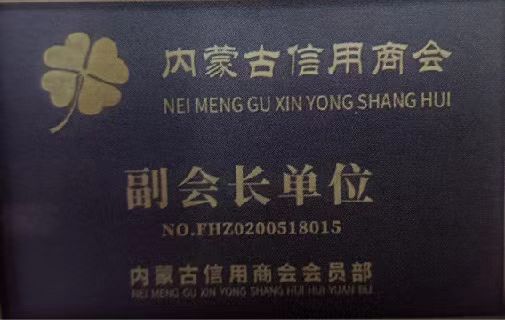 内蒙古信用商会
NEI MENG GU XIN YONG SHANG HUI
副会长单位
NO.FHZ0200518015
内蒙古信用商会会员部
NEI MENG GU XIN YONG SHANG HUI HUI YUAN BU